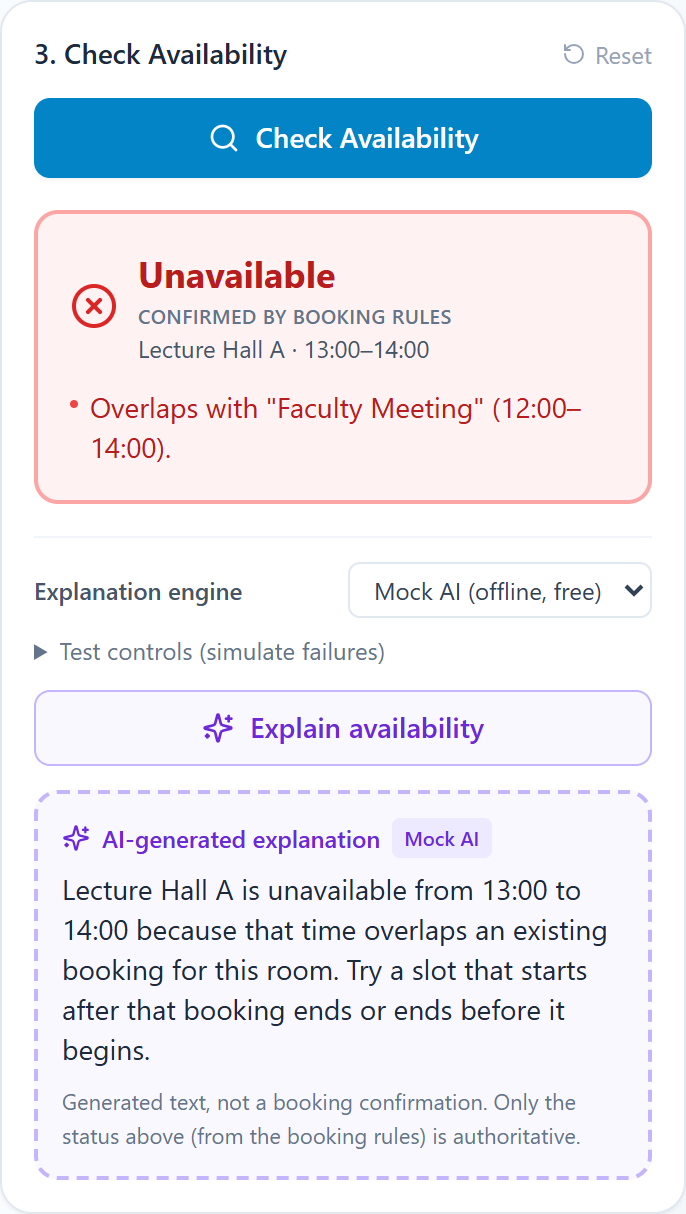 3. Check Availability
Reset
Check Availability
Unavailable
CONFIRMED BY BOOKING RULES
Lecture Hall A · 13:00–14:00
Overlaps with "Faculty Meeting" (12:00–
14:00).
Explanation engine
Mock AI (offline, free)
Test controls (simulate failures)
Explain availability
AI-generated explanation
Mock AI
Lecture Hall A is unavailable from 13:00 to
14:00 because that time overlaps an existing
booking for this room. Try a slot that starts
after that booking ends or ends before it
begins.
Generated text, not a booking confirmation. Only the
status above (from the booking rules) is authoritative.